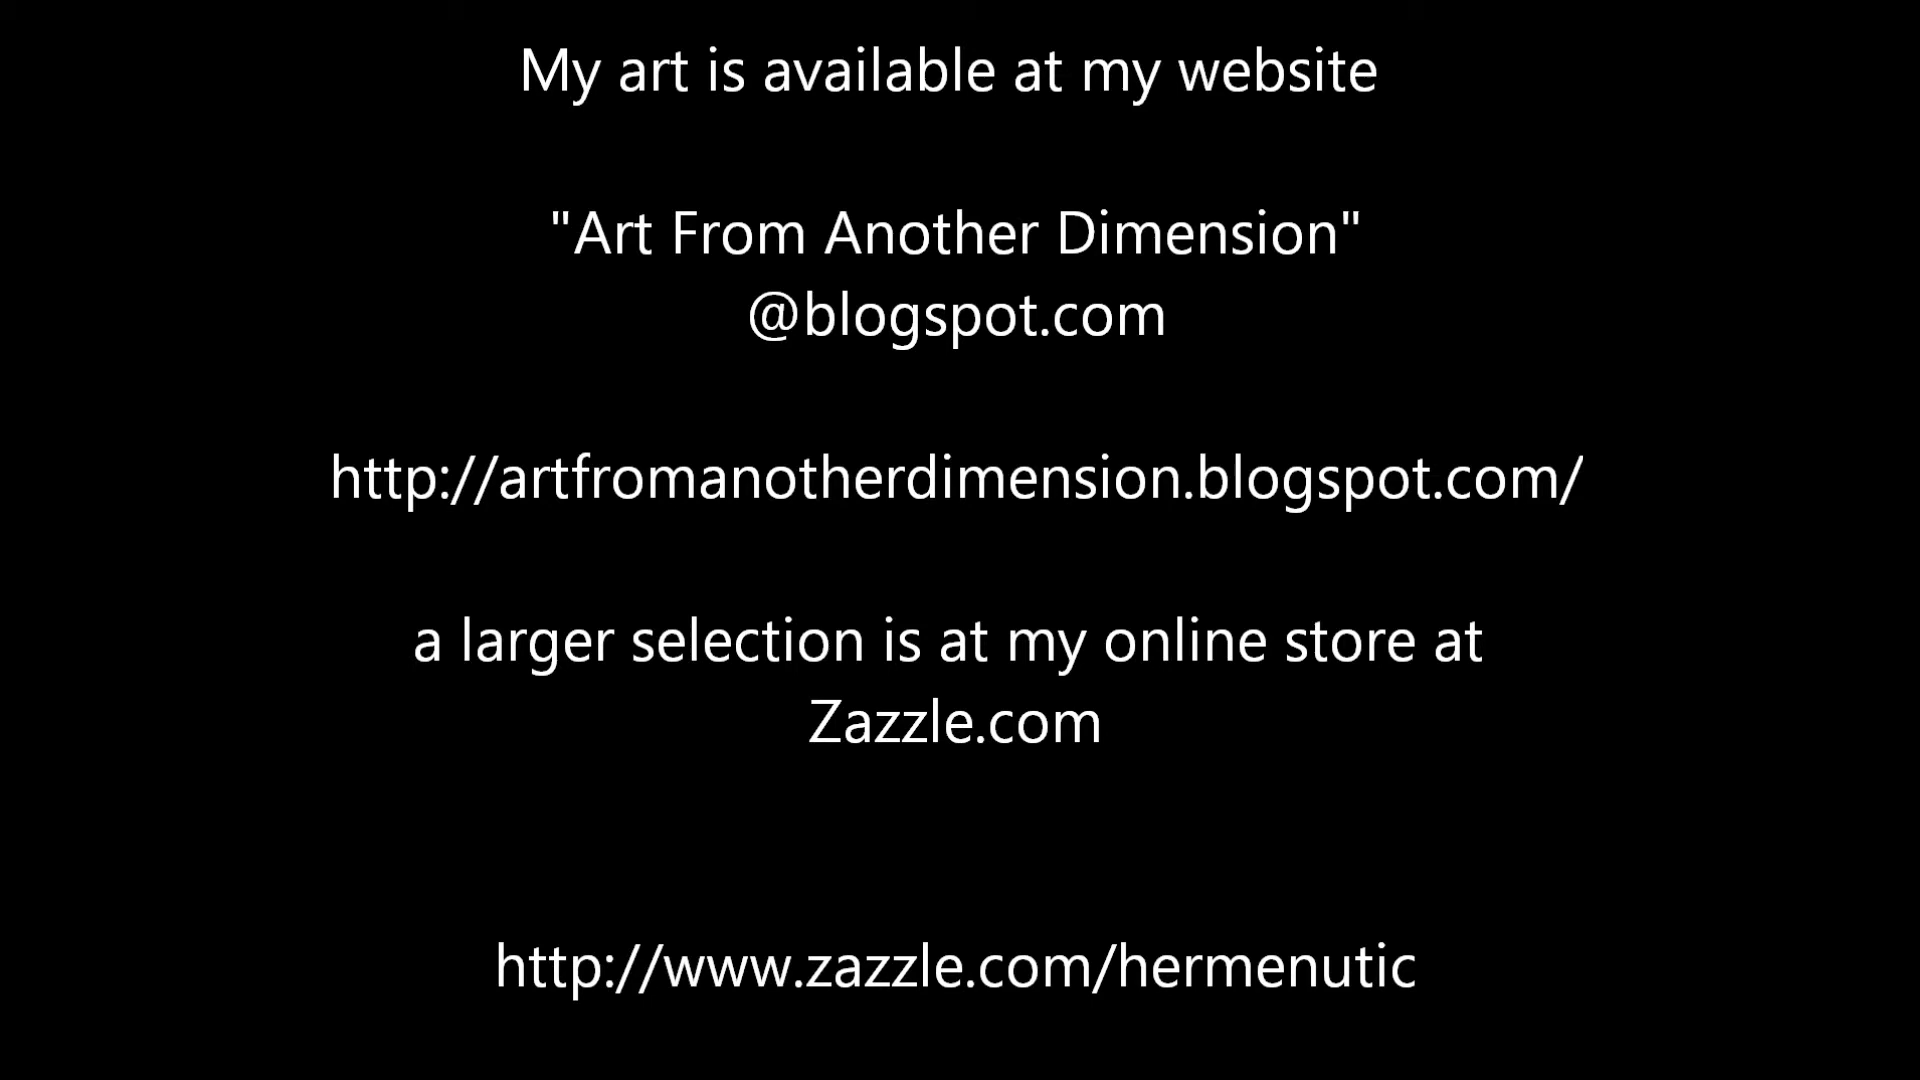 My art is available at my website
"Art From Another Dimension"
@blogspot.com
http://artfromanotherdimension.blogspot.com/
a larger selection is at my online store at
Zazzle.com
http://www.zazzle.com/hermenutic